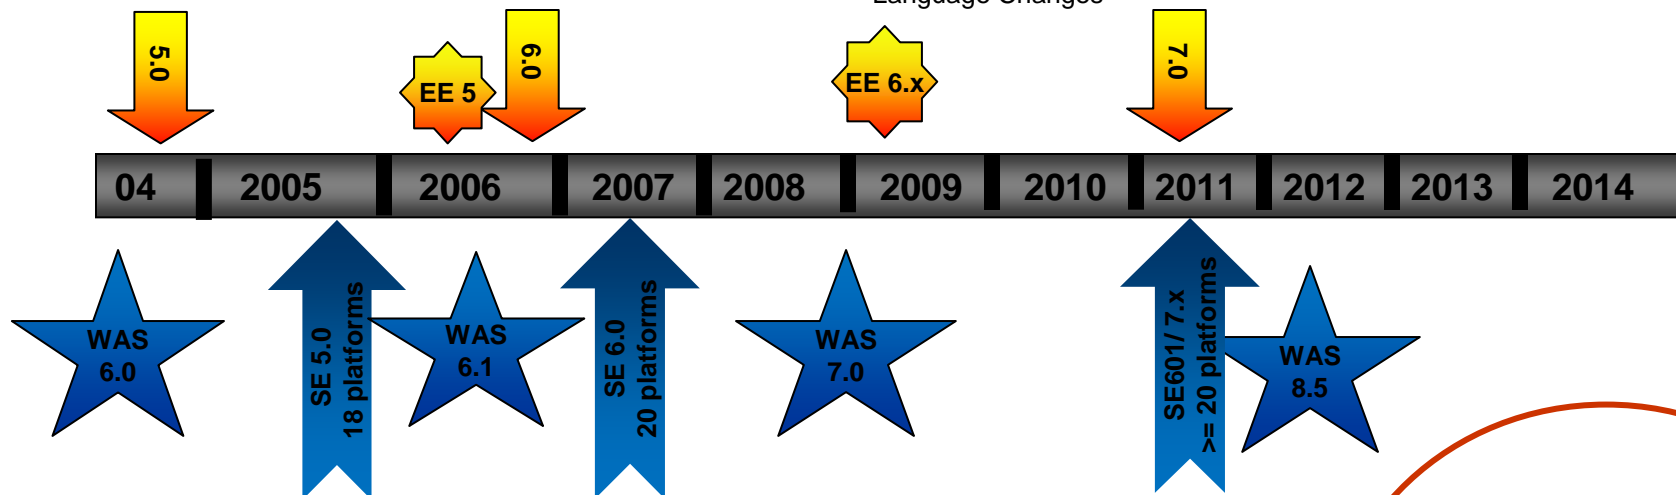 Language Changes
5.0
EE 5
6.0
EE 6.x
7.0
04 2005 2006 2007 2008 2009 2010 2011 2012 2013 2014
WAS
6.0
SE 5.0
18 platforms
WAS
6.1
SE 6.0
20 platforms
WAS
7.0
SE601/ 7.x
>= 20 platforms
WAS
8.5